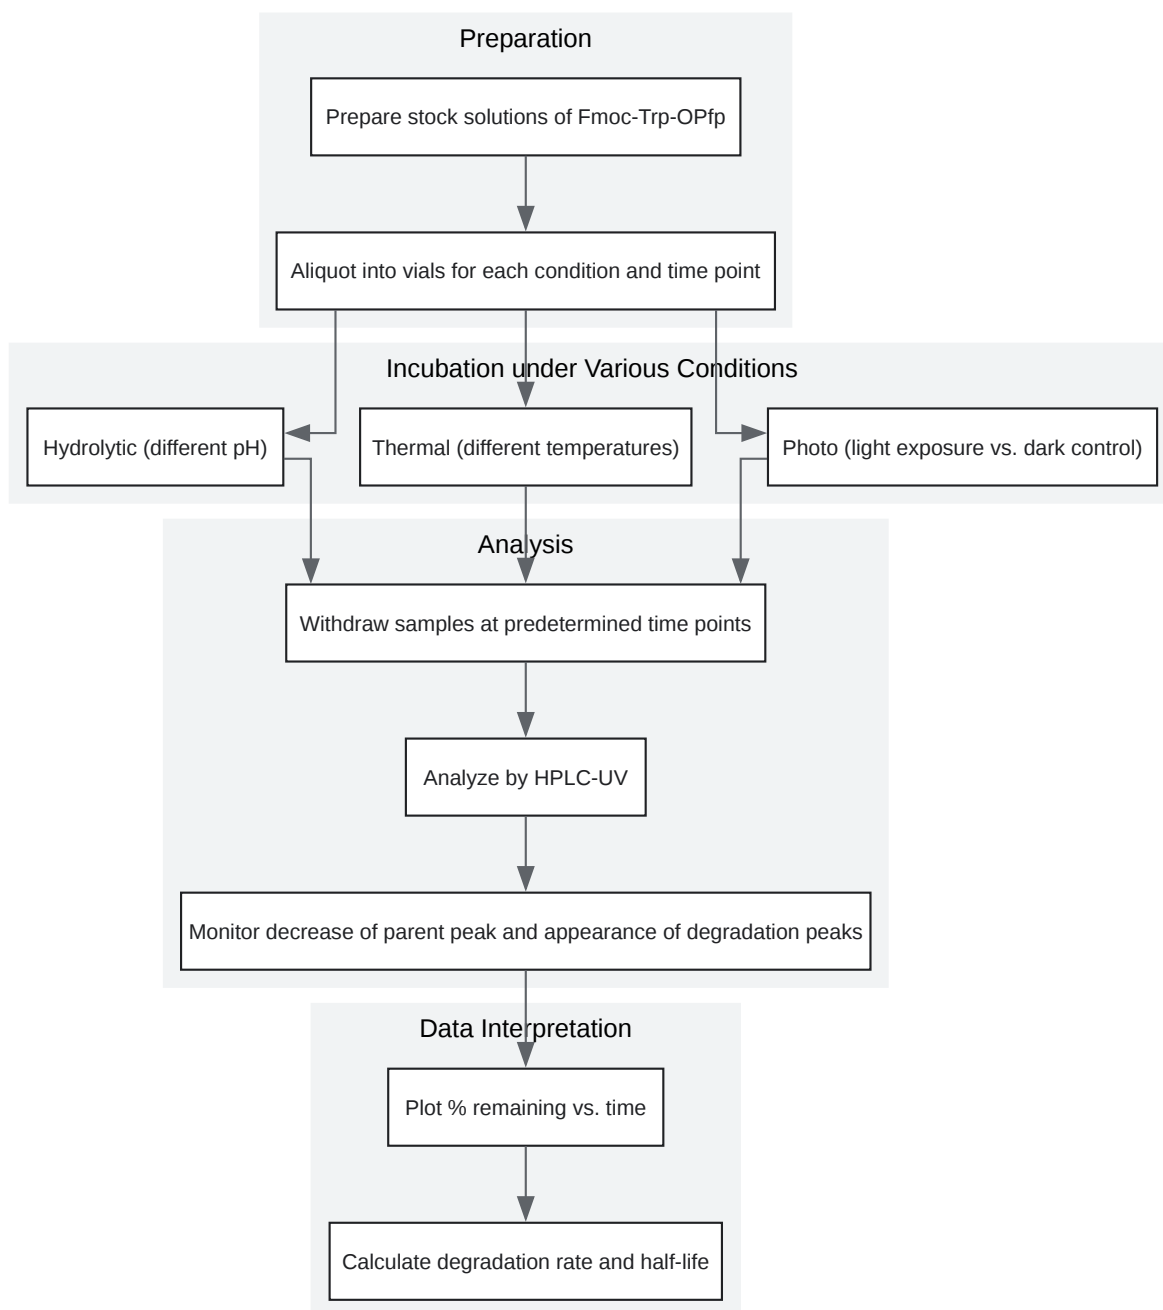 Preparation
Prepare stock solutions of Fmoc-Trp-OPfp
Aliquot into vials for each condition and time point
Incubation under Various Conditions
Hydrolytic (different pH)
Thermal (different temperatures)
Photo (light exposure vs. dark control)
Analysis
Withdraw samples at predetermined time points
Analyze by HPLC-UV
Monitor decrease of parent peak and appearance of degradation peaks
Data Interpretation
Plot % remaining vs. time
Calculate degradation rate and half-life